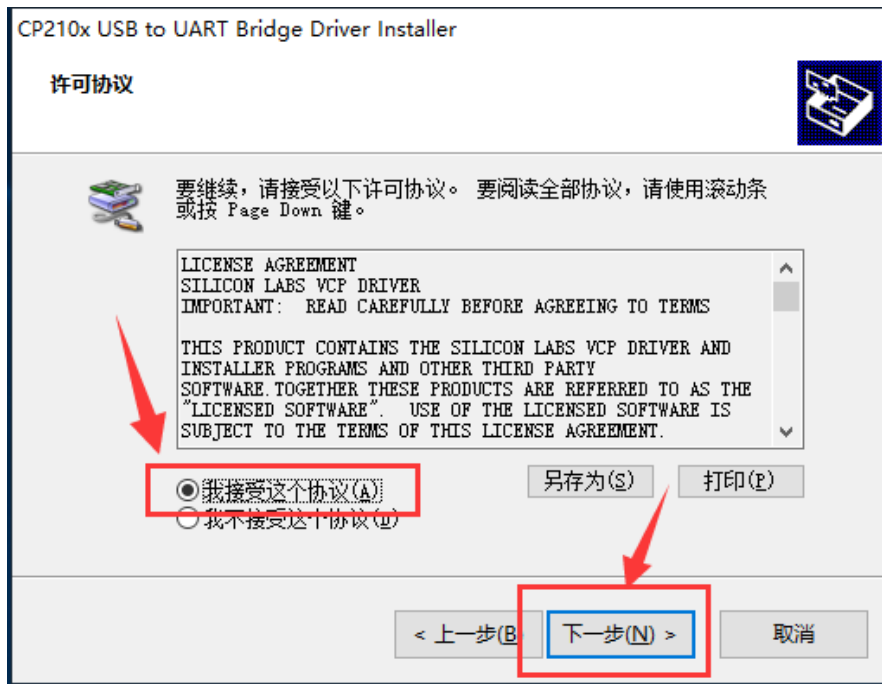 CP210x USB to UART Bridge Driver Installer
许可协议
要继续，请接受以下许可协议。 要阅读全部协议，请使用滚动条
或按 Page Down 键。
LICENSE AGREEMENT
SILICON LABS VCP DRIVER
IMPORTANT:  READ CAREFULLY BEFORE AGREEING TO TERMS
THIS PRODUCT CONTAINS THE SILICON LABS VCP DRIVER AND
INSTALLER PROGRAMS AND OTHER THIRD PARTY
SOFTWARE.TOGETHER THESE PRODUCTS ARE REFERRED TO AS THE
"LICENSED SOFTWARE".  USE OF THE LICENSED SOFTWARE IS
SUBJECT TO THE TERMS OF THIS LICENSE AGREEMENT.
我接受这个协议(A)
另存为(S)
打印(P)
我不接受这个协议(D)
< 上一步(B
下一步(N) >
取消